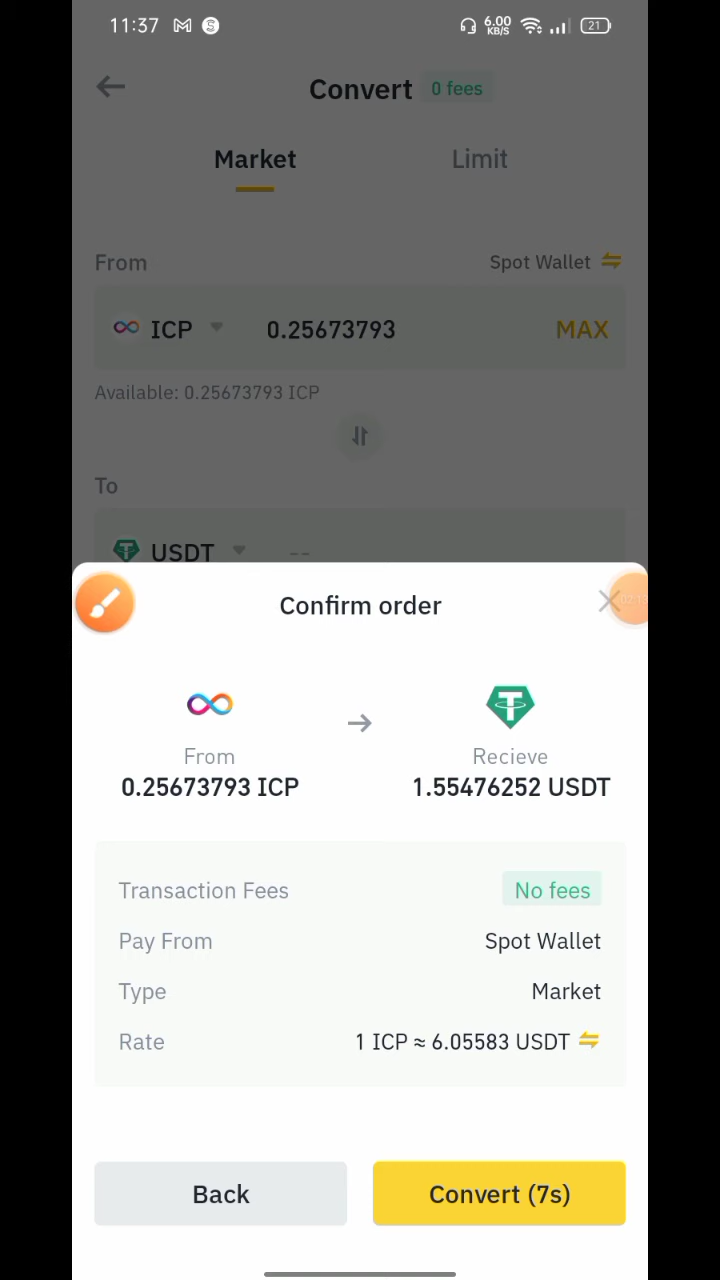 11:37 6.00 KB/S 21
Convert 0 fees
Market Limit
From Spot Wallet
ICP 0.25673793 MAX
Available: 0.25673793 ICP
To
USDT --
Confirm order
From Recieve
0.25673793 ICP 1.55476252 USDT
Transaction Fees No fees
Pay From Spot Wallet
Type Market
Rate 1 ICP ≈ 6.05583 USDT
Back Convert (7s)